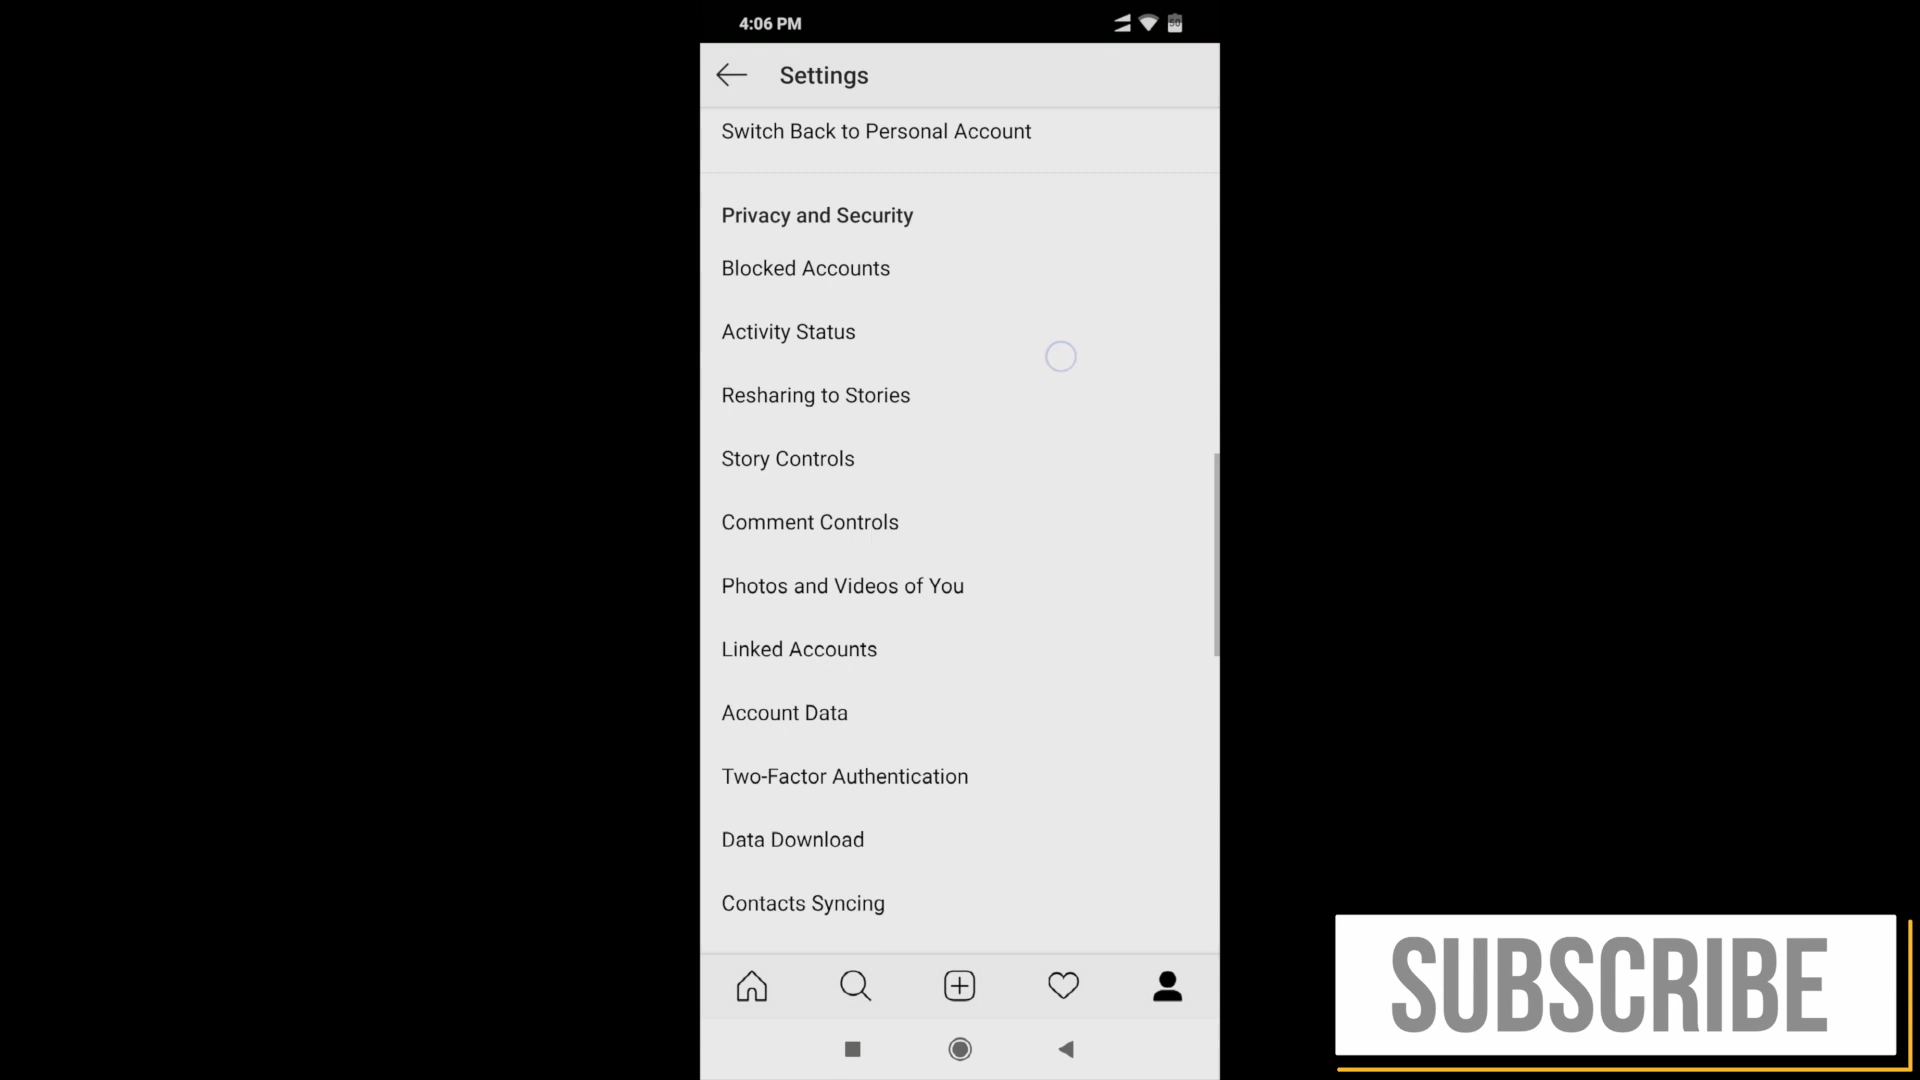 4:06 PM
50
Settings
Switch Back to Personal Account
Privacy and Security
Blocked Accounts
Activity Status
Resharing to Stories
Story Controls
Comment Controls
Photos and Videos of You
Linked Accounts
Account Data
Two-Factor Authentication
Data Download
Contacts Syncing
SUBSCRIBE